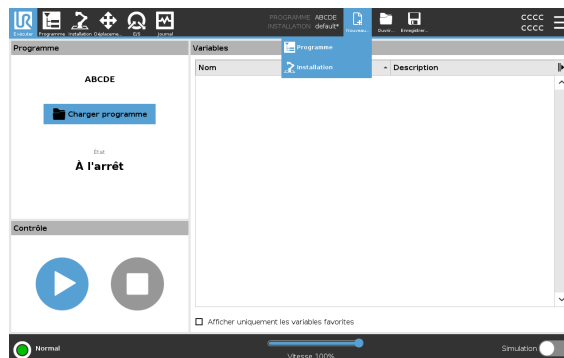 UR
PROGRAMME ABCDE
INSTALLATION default*
CCCC
CCCC
Exécuter Programme Installation Déplaceme... E/S Journal Nouveau... Ouvrir... Enregistrer...
Programme
Installation
Programme
ABCDE
Charger programme
État
À l'arrêt
Contrôle
Variables
Nom Description
Afficher uniquement les variables favorites
Normal
Vitesse 100%
Simulation